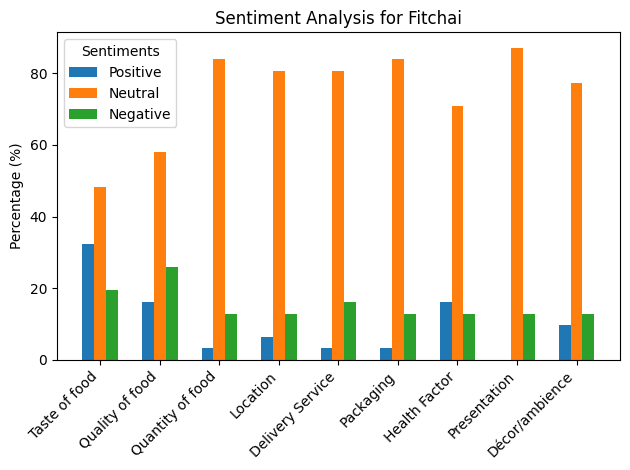 Sentiment Analysis for Fitchai
Sentiments
Positive
Neutral
Negative
Percentage (%)
80
60
40
20
0
Taste of food
Quality of food
Quantity of food
Location
Delivery Service
Packaging
Health Factor
Presentation
Décor/ambience